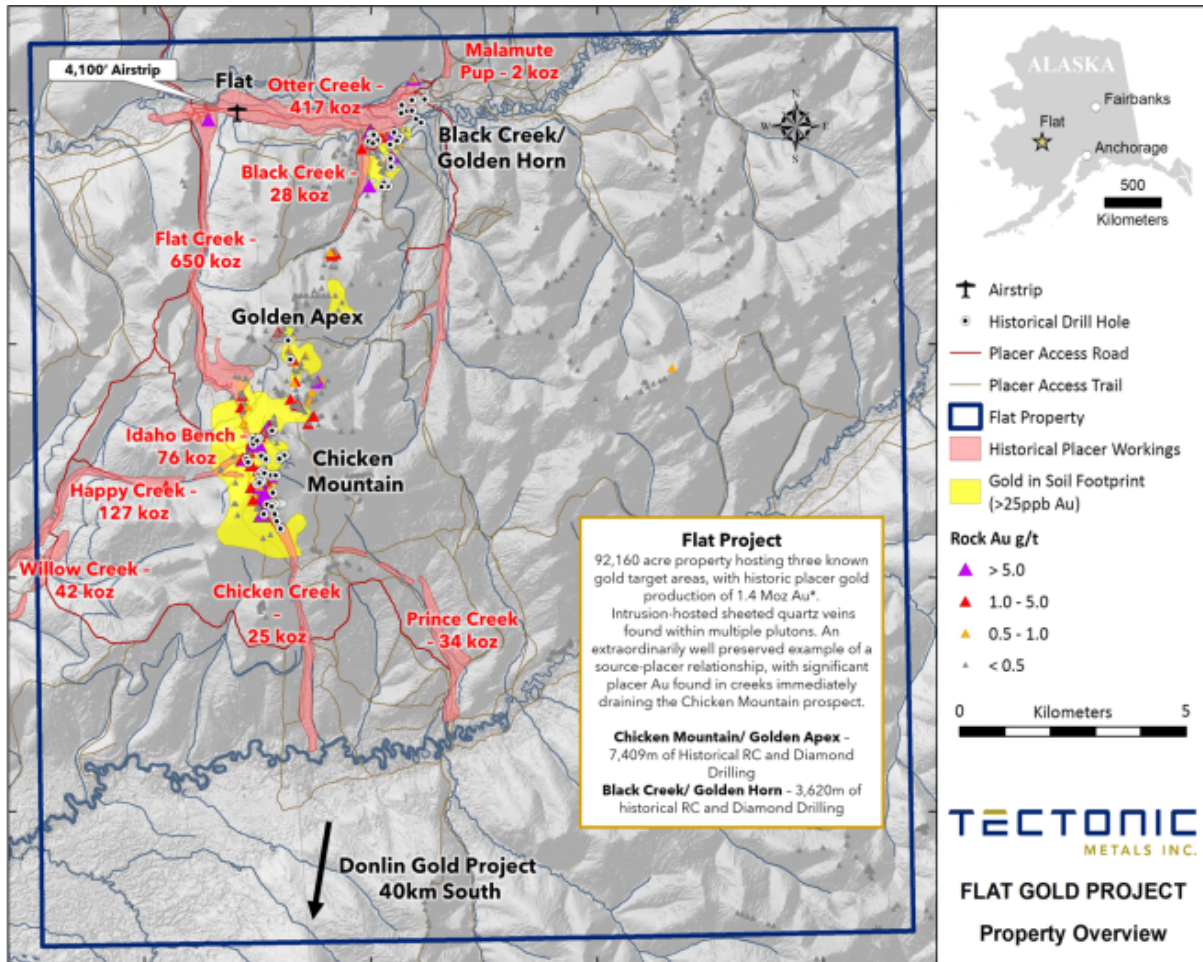 4,100' Airstrip
Flat
Malamute
Pup - 2 koz
Otter Creek -
417 koz
Black Creek/
Golden Horn
Black Creek -
28 koz
Flat Creek -
650 koz
Golden Apex
Idaho Bench -
76 koz
Chicken
Mountain
Happy Creek -
127 koz
Willow Creek -
42 koz
Chicken Creek
-
25 koz
Prince Creek
- 34 koz
Donlin Gold Project
40km South
Flat Project
92,160 acre property hosting three known
gold target areas, with historic placer gold
production of 1.4 Moz Au*.
Intrusion-hosted sheeted quartz veins
found within multiple plutons. An
extraordinarily well preserved example of a
source-placer relationship, with significant
placer Au found in creeks immediately
draining the Chicken Mountain prospect.
Chicken Mountain/ Golden Apex -
7,409m of Historical RC and Diamond
Drilling
Black Creek/ Golden Horn - 3,620m of
historical RC and Diamond Drilling
N
W E
S
ALASKA
Fairbanks
Flat
Anchorage
500
Kilometers
Airstrip
Historical Drill Hole
Placer Access Road
Placer Access Trail
Flat Property
Historical Placer Workings
Gold in Soil Footprint
(>25ppb Au)
Rock Au g/t
> 5.0
1.0 - 5.0
0.5 - 1.0
< 0.5
0 Kilometers 5
TECTONIC
METALS INC.
FLAT GOLD PROJECT
Property Overview